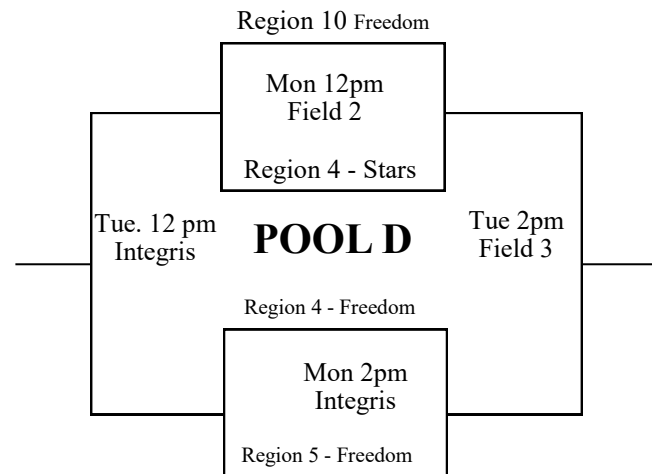 Region 10 Freedom
Mon 12pm
Field 2
Region 4 - Stars
Tue. 12 pm
Integris
POOL D
Tue 2pm
Field 3
Region 4 - Freedom
Mon 2pm
Integris
Region 5 - Freedom